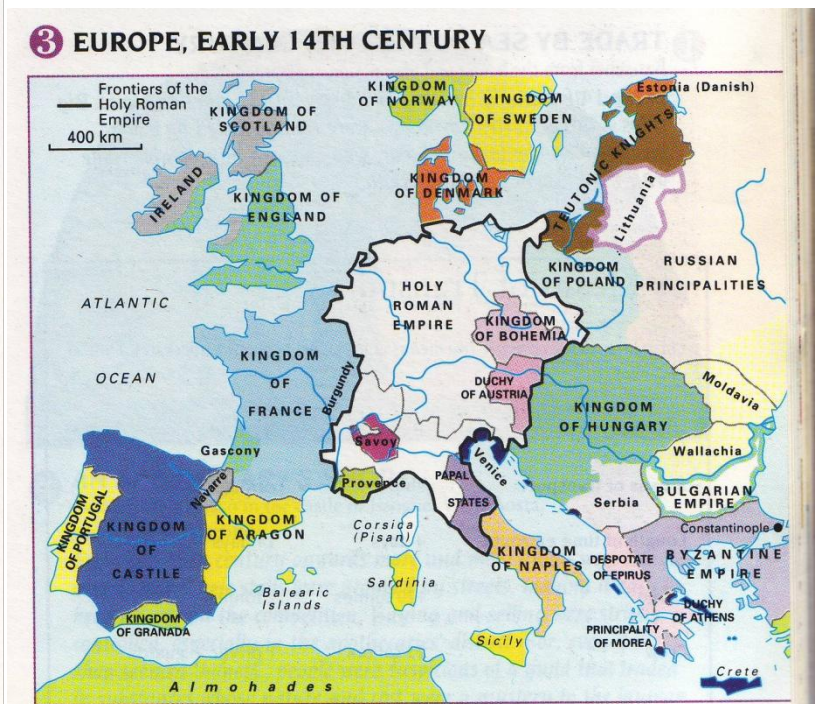 3 EUROPE, EARLY 14TH CENTURY
Frontiers of the
Holy Roman
Empire
400 km
KINGDOM OF
SCOTLAND
IRELAND
KINGDOM OF
ENGLAND
KINGDOM
OF NORWAY
KINGDOM
OF SWEDEN
Estonia (Danish)
KINGDOM
OF DENMARK
TEUTONIC KNIGHTS
Lithuania
RUSSIAN
PRINCIPALITIES
KINGDOM
OF POLAND
HOLY
ROMAN
EMPIRE
KINGDOM
OF BOHEMIA
DUCHY
OF AUSTRIA
ATLANTIC
OCEAN
KINGDOM
OF
FRANCE
Burgundy
KINGDOM
OF HUNGARY
Moldavia
Wallachia
Gascony
Savoy
Venice
Navarre
Provence
PAPAL
STATES
Serbia
BULGARIAN
EMPIRE
Constantinople
KINGDOM
OF PORTUGAL
KINGDOM
OF
CASTILE
KINGDOM
OF ARAGON
Corsica
(Pisan)
KINGDOM
OF NAPLES
DESPOTATE
OF EPIRUS
BYZANTINE
EMPIRE
Balearic
Islands
Sardinia
DUCHY
OF ATHENS
KINGDOM
OF GRANADA
Sicily
PRINCIPALITY
OF MOREA
Crete
Almohades